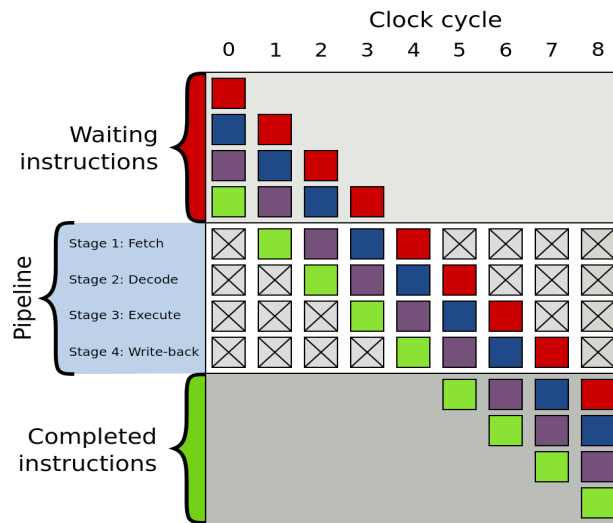 Clock cycle
0 1 2 3 4 5 6 7 8
Waiting
instructions
Pipeline
Stage 1: Fetch
Stage 2: Decode
Stage 3: Execute
Stage 4: Write-back
Completed
instructions